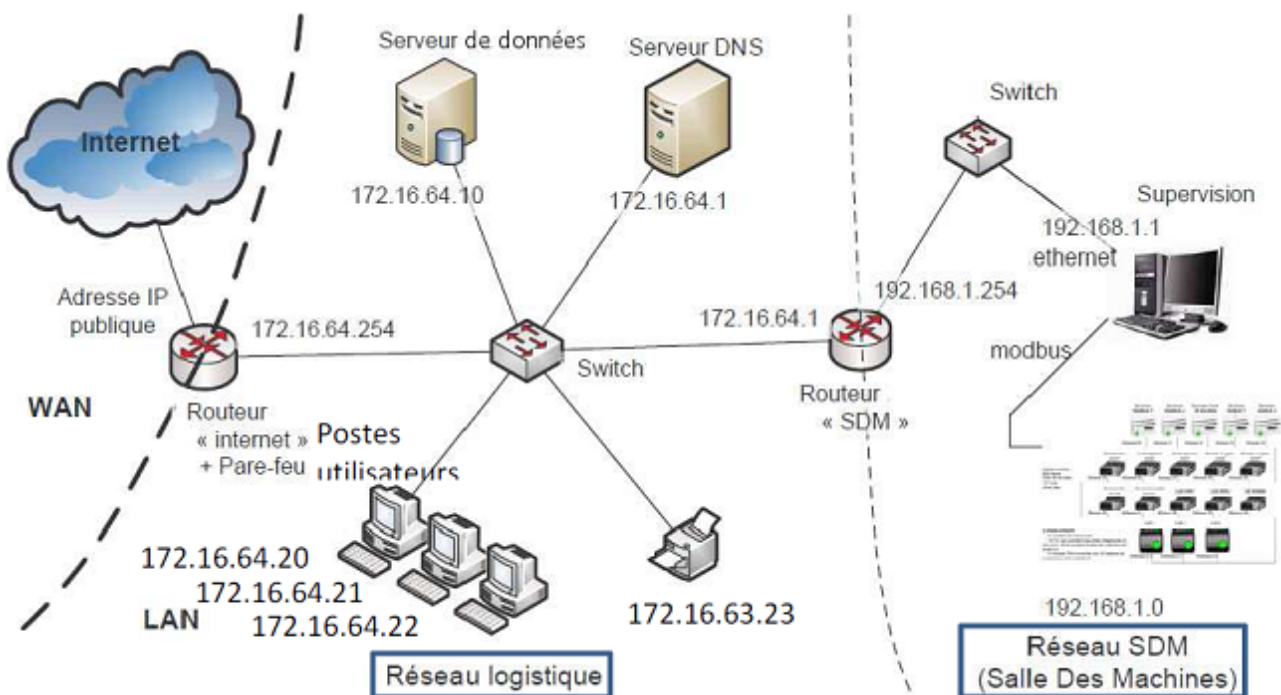 Internet
Adresse IP
publique
172.16.64.254
WAN
Routeur
« internet »
+ Pare-feu
Serveur de données
172.16.64.10
Serveur DNS
172.16.64.1
Switch
172.16.64.1
Postes
utilisateurs
172.16.64.20
172.16.64.21
172.16.64.22
LAN
172.16.63.23
Réseau logistique
Switch
Supervision
192.168.1.1
ethernet
192.168.1.254
modbus
Routeur
« SDM »
192.168.1.0
Réseau SDM
(Salle Des Machines)